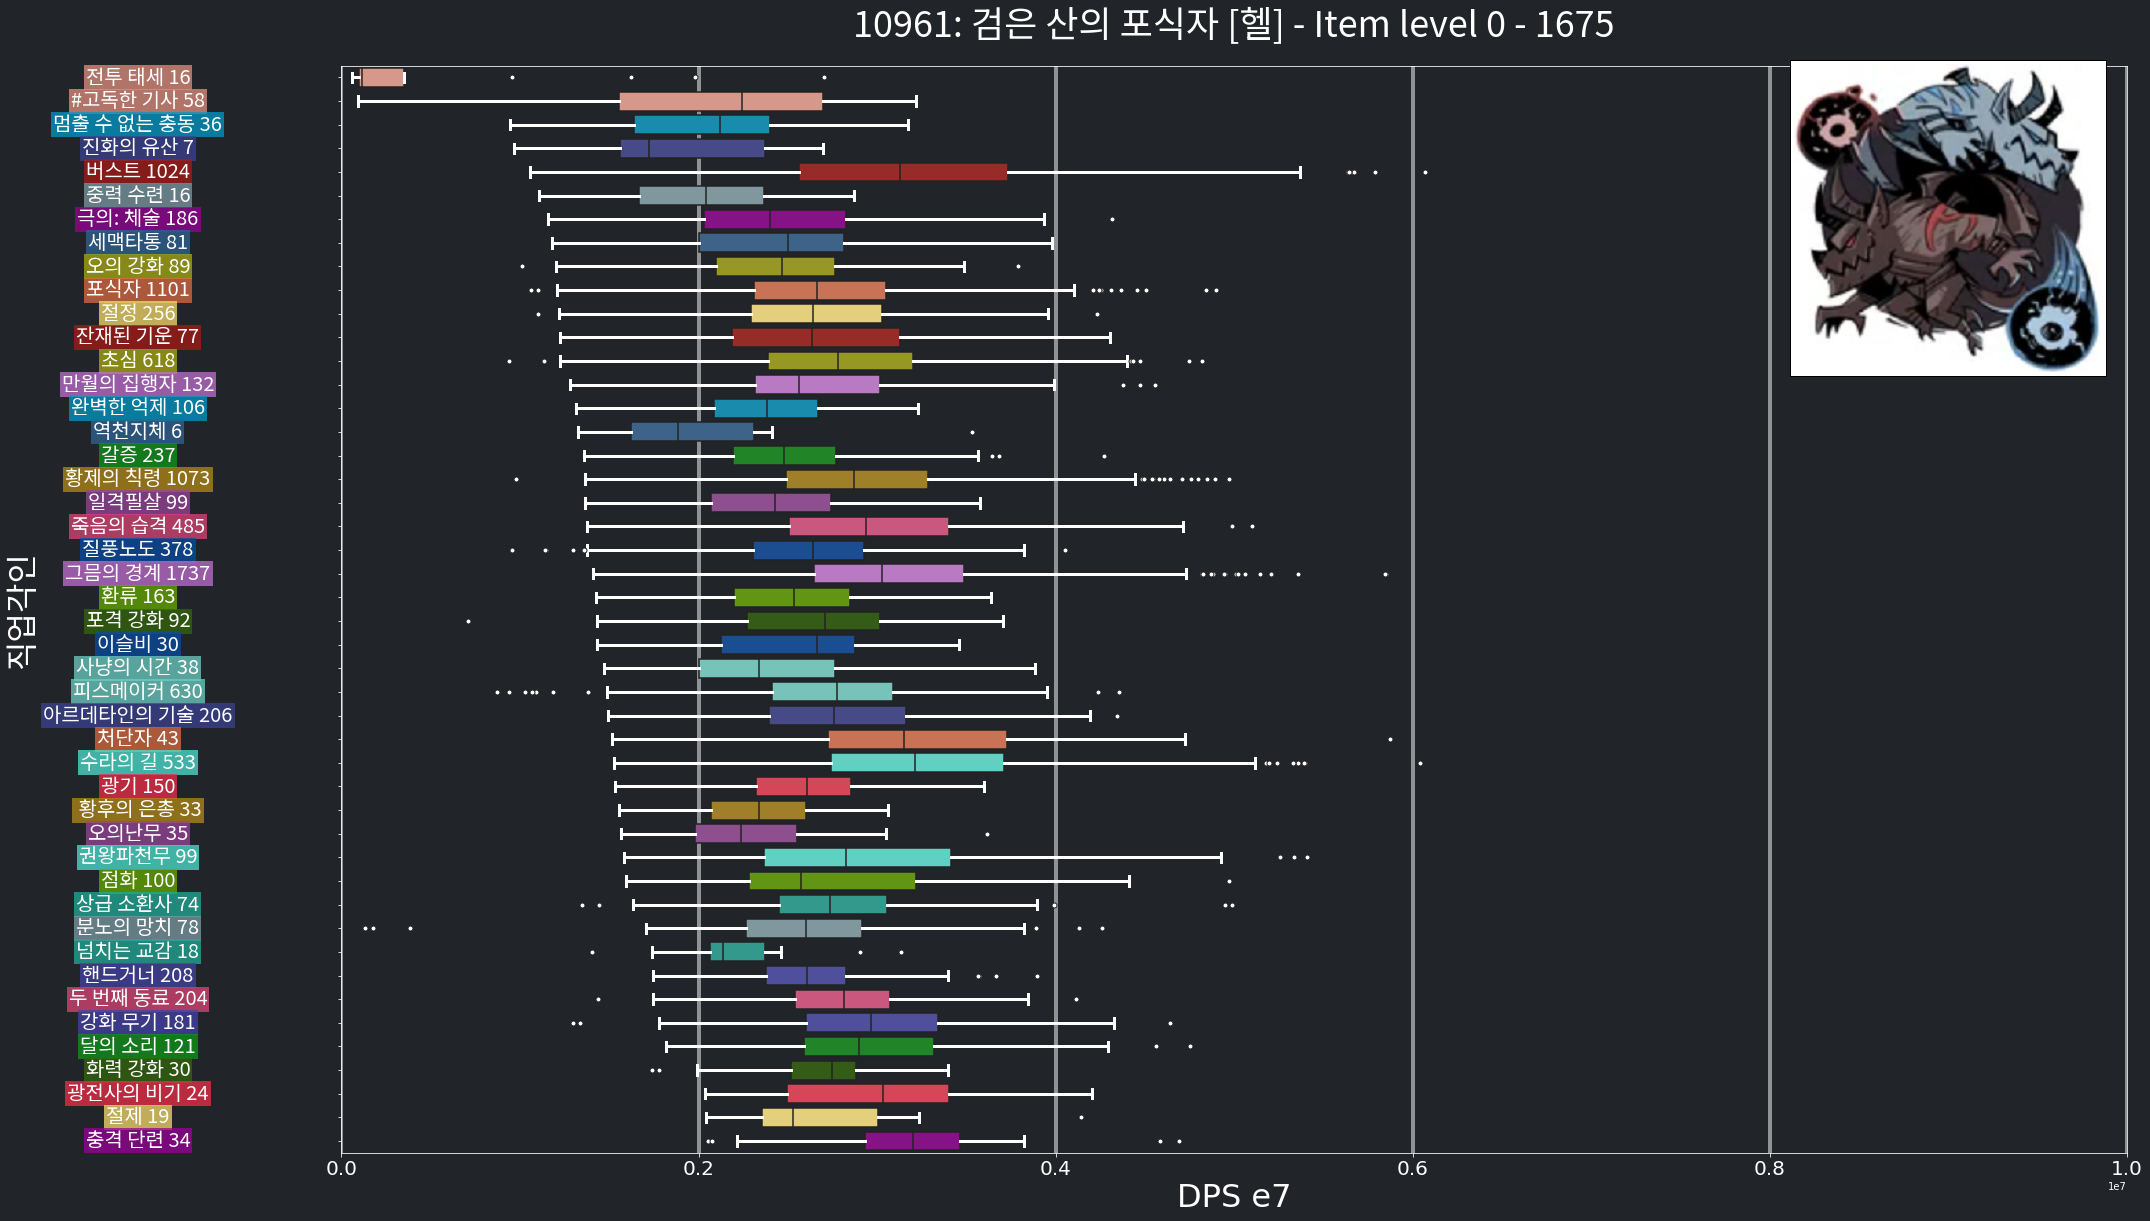 10961: 검은 산의 포식자 [헬] - Item level 0 - 1675
직업각인
전투 태세 16
#고독한 기사 58
멈출 수 없는 충동 36
진화의 유산 7
버스트 1024
중력 수련 16
극의: 체술 186
세맥타통 81
오의 강화 89
포식자 1101
절정 256
잔재된 기운 77
초심 618
만월의 집행자 132
완벽한 억제 106
역천지체 6
갈증 237
황제의 칙령 1073
일격필살 99
죽음의 습격 485
질풍노도 378
그믐의 경계 1737
환류 163
포격 강화 92
이슬비 30
사냥의 시간 38
피스메이커 630
아르데타인의 기술 206
처단자 43
수라의 길 533
광기 150
황후의 은총 33
오의난무 35
권왕파천무 99
점화 100
상급 소환사 74
분노의 망치 78
넘치는 교감 18
핸드거너 208
두 번째 동료 204
강화 무기 181
달의 소리 121
화력 강화 30
광전사의 비기 24
절제 19
충격 단련 34
0.0 0.2 0.4 0.6 0.8 1.0
1e7
DPS e7